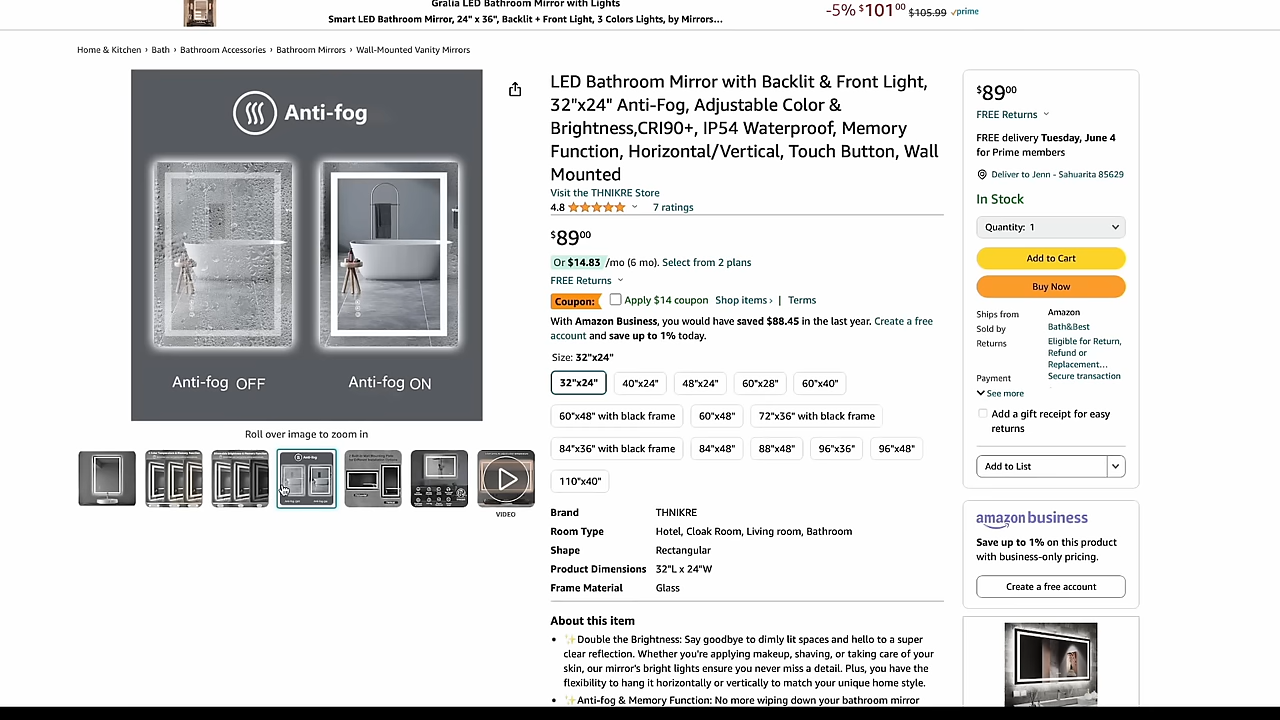 Gralia LED Bathroom Mirror with Lights
Smart LED Bathroom Mirror, 24" x 36", Backlit + Front Light, 3 Colors Lights, by Mirrors...
-5% $101⁰⁰ $105.99 prime
Home & Kitchen › Bath › Bathroom Accessories › Bathroom Mirrors › Wall-Mounted Vanity Mirrors
Anti-fog
Anti-fog OFF
Anti-fog ON
Roll over image to zoom in
VIDEO
LED Bathroom Mirror with Backlit & Front Light,
32"x24" Anti-Fog, Adjustable Color &
Brightness,CRI90+, IP54 Waterproof, Memory
Function, Horizontal/Vertical, Touch Button, Wall
Mounted
Visit the THNIKRE Store
4.8 7 ratings
$89⁰⁰
Or $14.83 /mo (6 mo). Select from 2 plans
FREE Returns
Coupon: Apply $14 coupon Shop items › | Terms
With Amazon Business, you would have saved $88.45 in the last year. Create a free
account and save up to 1% today.
Size: 32"x24"
32"x24" 40"x24" 48"x24" 60"x28" 60"x40"
60"x48" with black frame 60"x48" 72"x36" with black frame
84"x36" with black frame 84"x48" 88"x48" 96"x36" 96"x48"
110"x40"
Brand THNIKRE
Room Type Hotel, Cloak Room, Living room, Bathroom
Shape Rectangular
Product Dimensions 32"L x 24"W
Frame Material Glass
About this item
• ✨Double the Brightness: Say goodbye to dimly lit spaces and hello to a super
clear reflection. Whether you're applying makeup, shaving, or taking care of your
skin, our mirror's bright lights ensure you never miss a detail. Plus, you have the
flexibility to hang it horizontally or vertically to match your unique home style.
• ✨Anti-fog & Memory Function: No more wiping down your bathroom mirror
$89⁰⁰
FREE Returns
FREE delivery Tuesday, June 4
for Prime members
Deliver to Jenn - Sahuarita 85629
In Stock
Quantity: 1
Add to Cart
Buy Now
Ships from Amazon
Sold by Bath&Best
Returns Eligible for Return,
Refund or
Replacement...
Payment Secure transaction
See more
Add a gift receipt for easy
returns
Add to List
amazon business
Save up to 1% on this product
with business-only pricing.
Create a free account